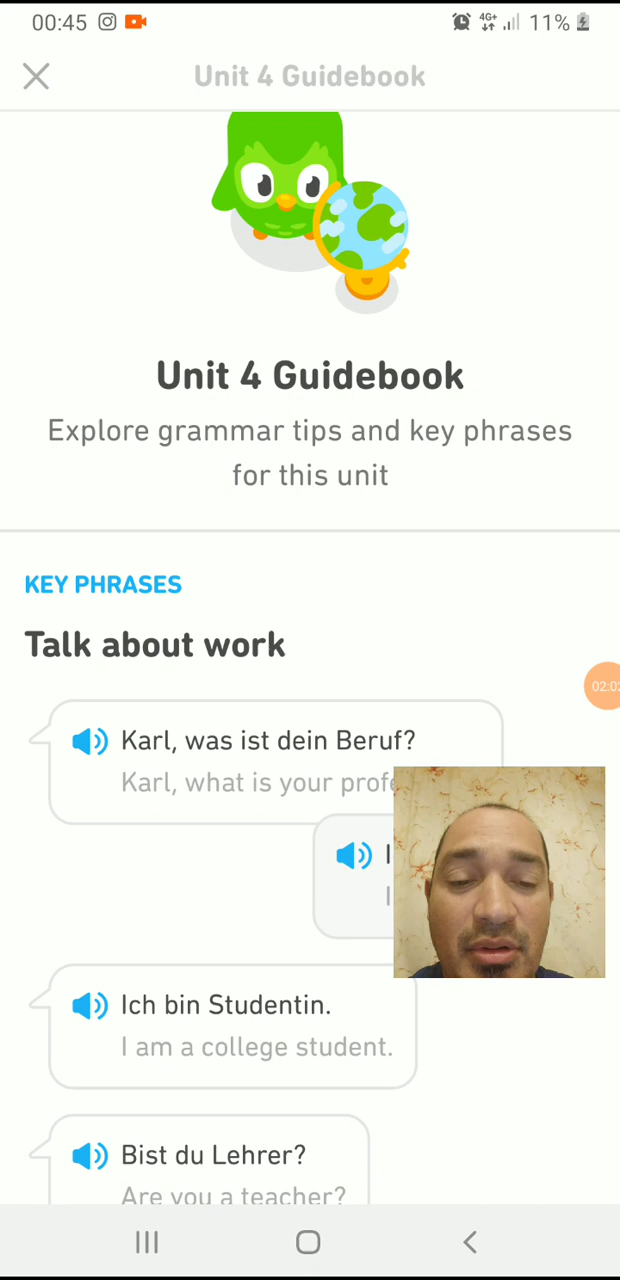 00:45
4G+
11%
Unit 4 Guidebook
Unit 4 Guidebook
Explore grammar tips and key phrases
for this unit
KEY PHRASES
Talk about work
Karl, was ist dein Beruf?
Karl, what is your
Ich bin Studentin.
I am a college student.
Bist du Lehrer?
Are you a teacher?